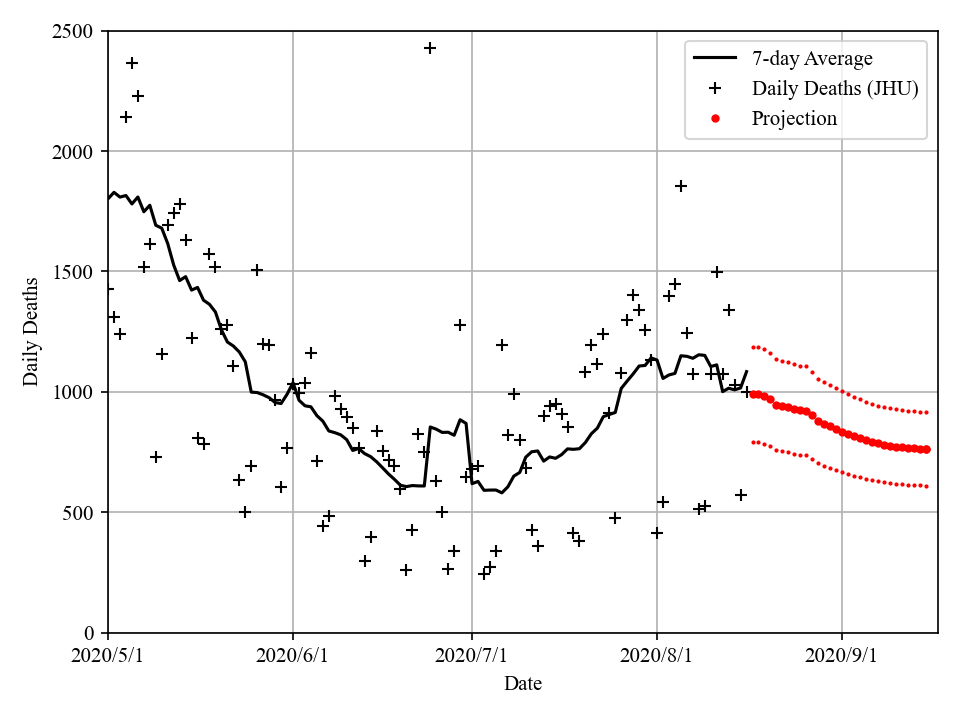 2500
2000
1500
1000
500
0
Daily Deaths
7-day Average
Daily Deaths (JHU)
Projection
2020/5/1
2020/6/1
2020/7/1
2020/8/1
2020/9/1
Date